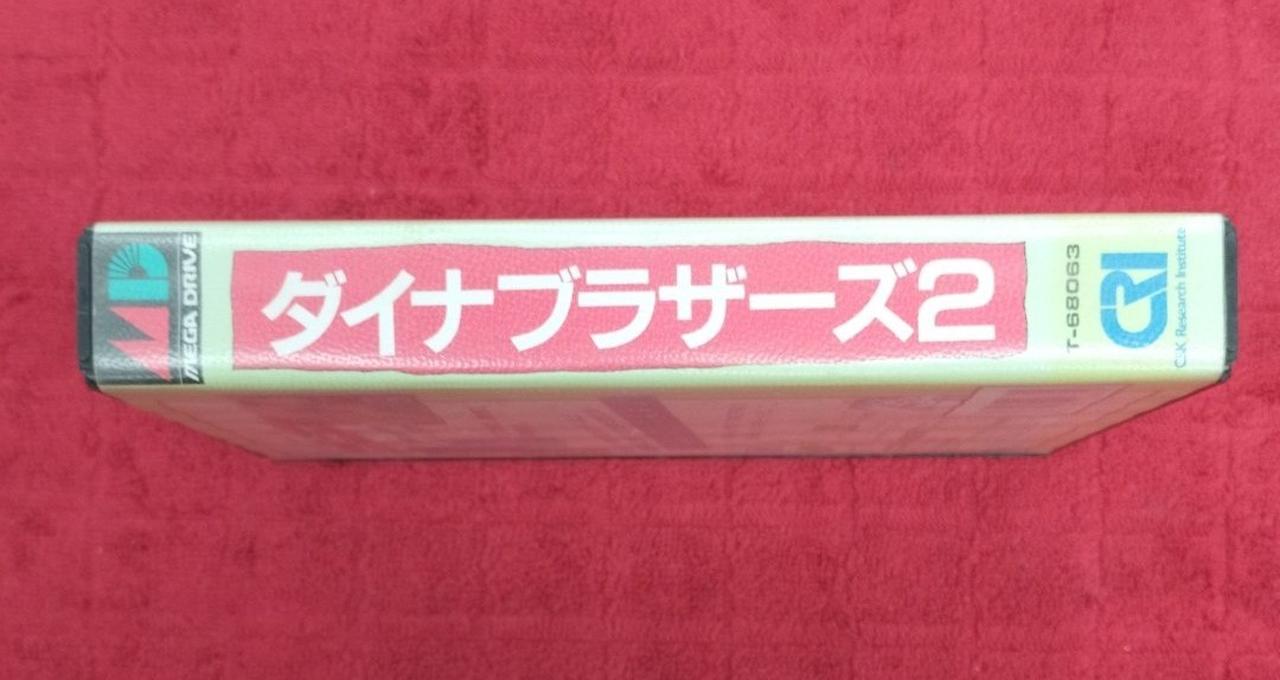 MD
MEGA DRIVE
ダイナブラザーズ2
T-68063
CRI
CSK Research Institute